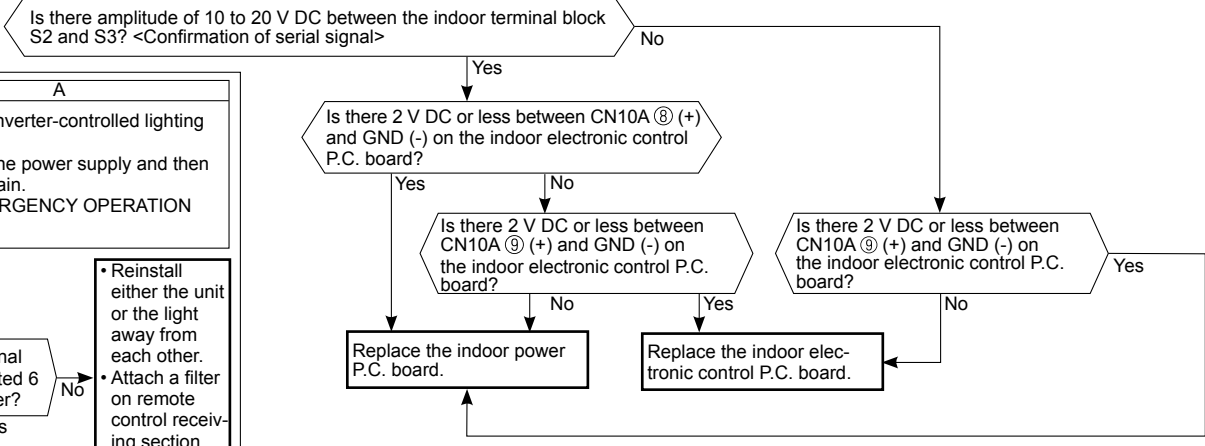 Is there amplitude of 10 to 20 V DC between the indoor terminal block
S2 and S3? <Confirmation of serial signal>
No
Yes
A
nverter-controlled lighting
he power supply and then
ain.
RGENCY OPERATION
Is there 2 V DC or less between CN10A ⑧ (+)
and GND (-) on the indoor electronic control
P.C. board?
Yes
No
Is there 2 V DC or less between
CN10A ⑨ (+) and GND (-) on
the indoor electronic control P.C.
board?
No
Yes
Is there 2 V DC or less between
CN10A ⑨ (+) and GND (-) on
the indoor electronic control P.C.
board?
Yes
No
Replace the indoor power
P.C. board.
Replace the indoor elec-
tronic control P.C. board.
nal
ted 6
er?
No
s
• Reinstall
either the unit
or the light
away from
each other.
• Attach a filter
on remote
control receiv-
ing section